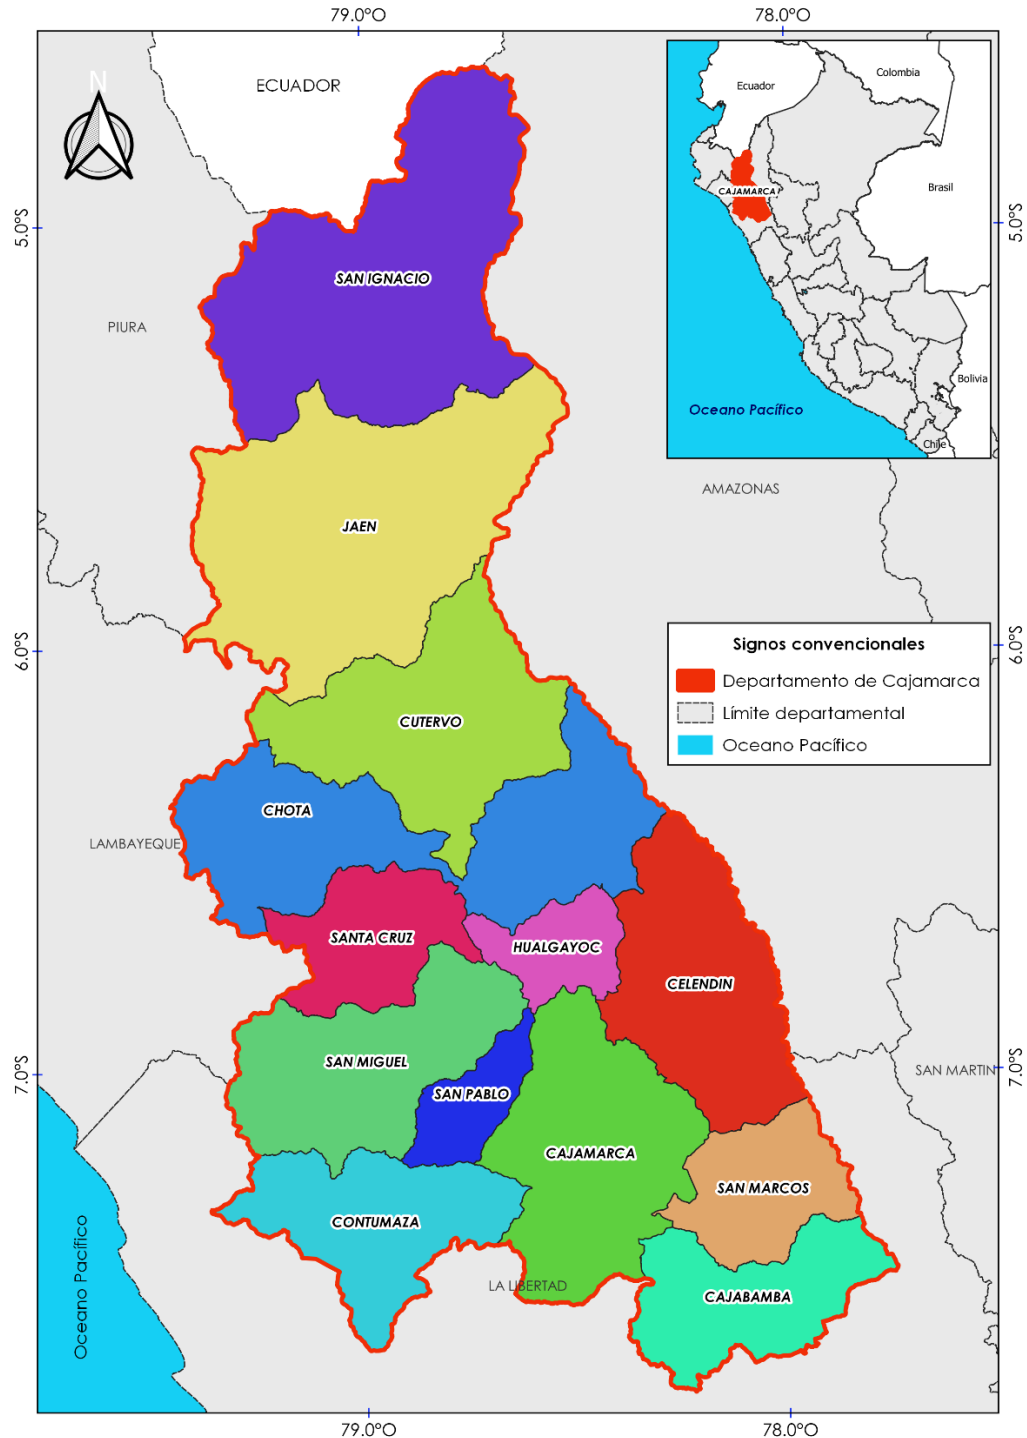 79.0°O
78.0°O
N
ECUADOR
Ecuador
Colombia
CAJAMARCA
Brasil
Bolivia
Oceano Pacífico
Chile
5.0°S
5.0°S
SAN IGNACIO
PIURA
AMAZONAS
JAEN
6.0°S
6.0°S
Signos convencionales
Departamento de Cajamarca
Límite departamental
Oceano Pacífico
CUTERVO
CHOTA
LAMBAYEQUE
SANTA CRUZ
HUALGAYOC
CELENDIN
SAN MIGUEL
SAN PABLO
SAN MARTIN
7.0°S
7.0°S
CAJAMARCA
SAN MARCOS
CONTUMAZA
Oceano Pacífico
LA LIBERTAD
CAJABAMBA
79.0°O
78.0°O